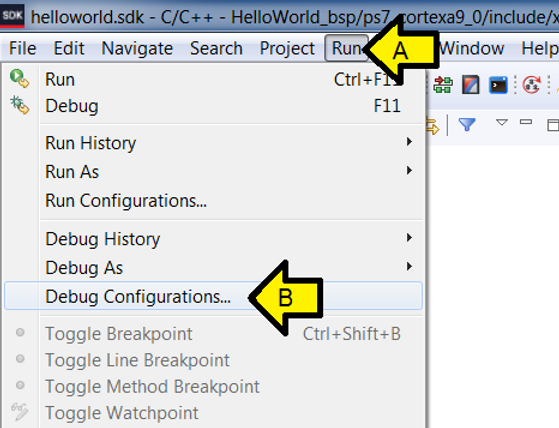 SDK helloworld.sdk - C/C++ - HelloWorld_bsp/ps7_cortexa9_0/include/x
File Edit Navigate Search Project Run A Window Help
Run Ctrl+F11
Debug F11
Run History
Run As
Run Configurations...
Debug History
Debug As
Debug Configurations... B
Toggle Breakpoint Ctrl+Shift+B
Toggle Line Breakpoint
Toggle Method Breakpoint
Toggle Watchpoint